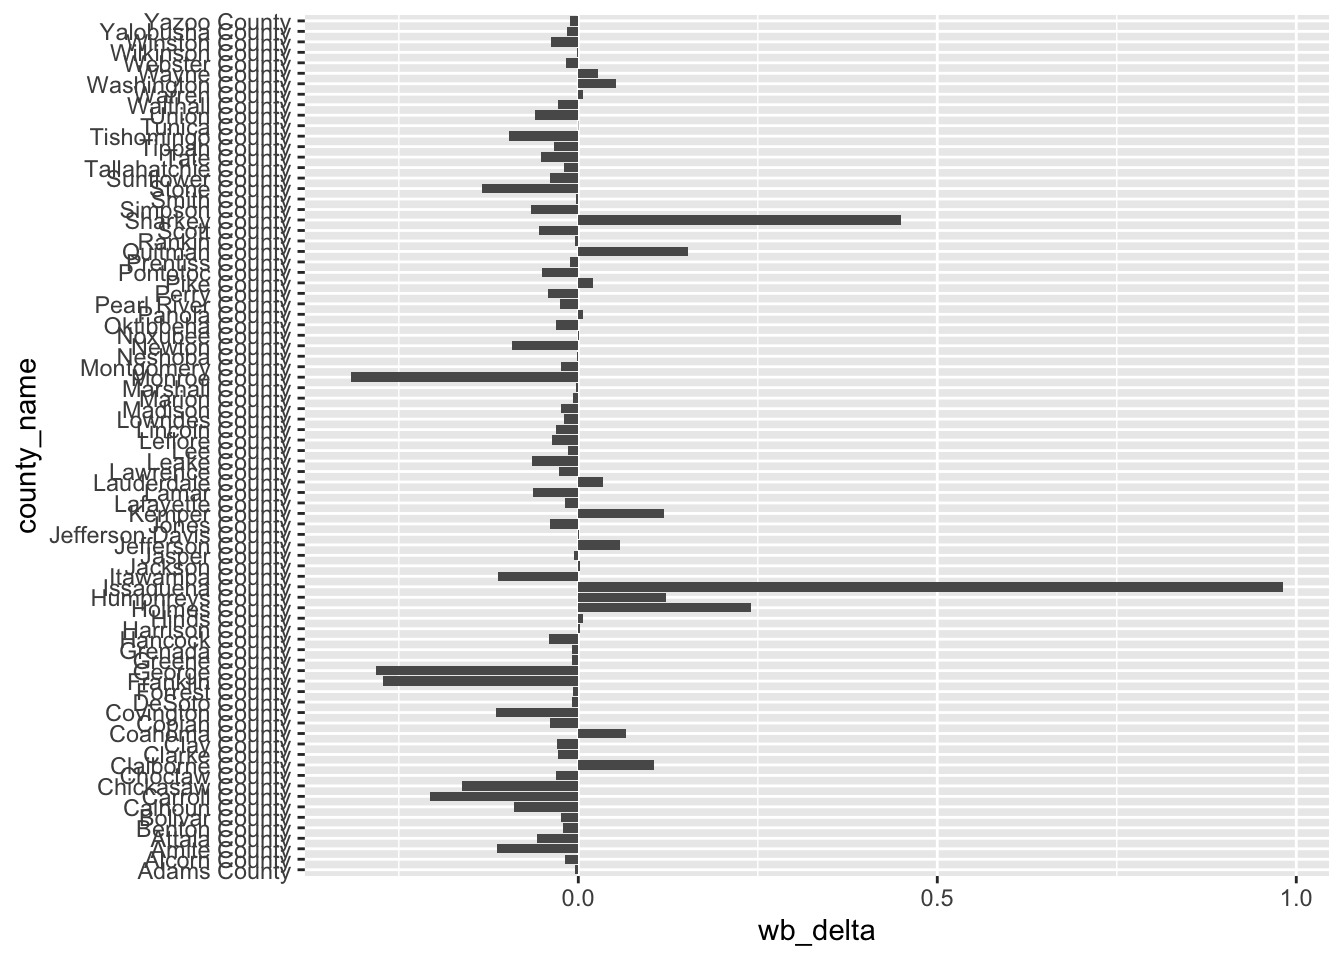 Yazoo County
Yalobusha County
Winston County
Wilkinson County
Webster County
Wayne County
Washington County
Warren County
Walthall County
Union County
Tunica County
Tishomingo County
Tippah County
Tate County
Tallahatchie County
Sunflower County
Stone County
Smith County
Simpson County
Sharkey County
Scott County
Rankin County
Quitman County
Prentiss County
Pontotoc County
Pike County
Perry County
Pearl River County
Panola County
Oktibbeha County
Noxubee County
Newton County
Neshoba County
Montgomery County
Monroe County
Marshall County
Marion County
Madison County
Lowndes County
Lincoln County
Leflore County
Lee County
Leake County
Lawrence County
Lauderdale County
Lamar County
Lafayette County
Kemper County
Jones County
Jefferson Davis County
Jefferson County
Jasper County
Jackson County
Itawamba County
Issaquena County
Humphreys County
Holmes County
Hinds County
Harrison County
Hancock County
Grenada County
Greene County
George County
Franklin County
Forrest County
DeSoto County
Covington County
Copiah County
Coahoma County
Clay County
Clarke County
Claiborne County
Choctaw County
Chickasaw County
Carroll County
Calhoun County
Bolivar County
Benton County
Attala County
Amite County
Alcorn County
Adams County
county_name
0.0 0.5 1.0
wb_delta